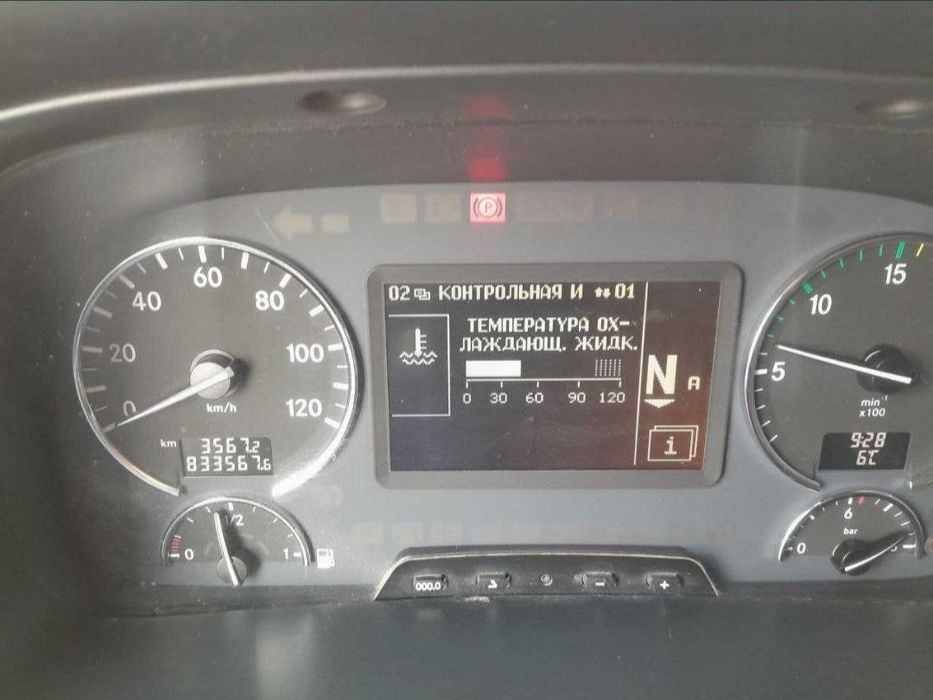 02 КОНТРОЛЬНАЯ И 01
ТЕМПЕРАТУРА ОХ-
ЛАЖДАЮЩ. ЖИДК.
0 30 60 90 120
N A
i
P
0 20 40 60 80 100 120
km/h
km 3567.2
833567.6
0 1/2 1
5 10 15
min⁻¹
x100
9:28
6℃
0 6
bar
000.0 - +